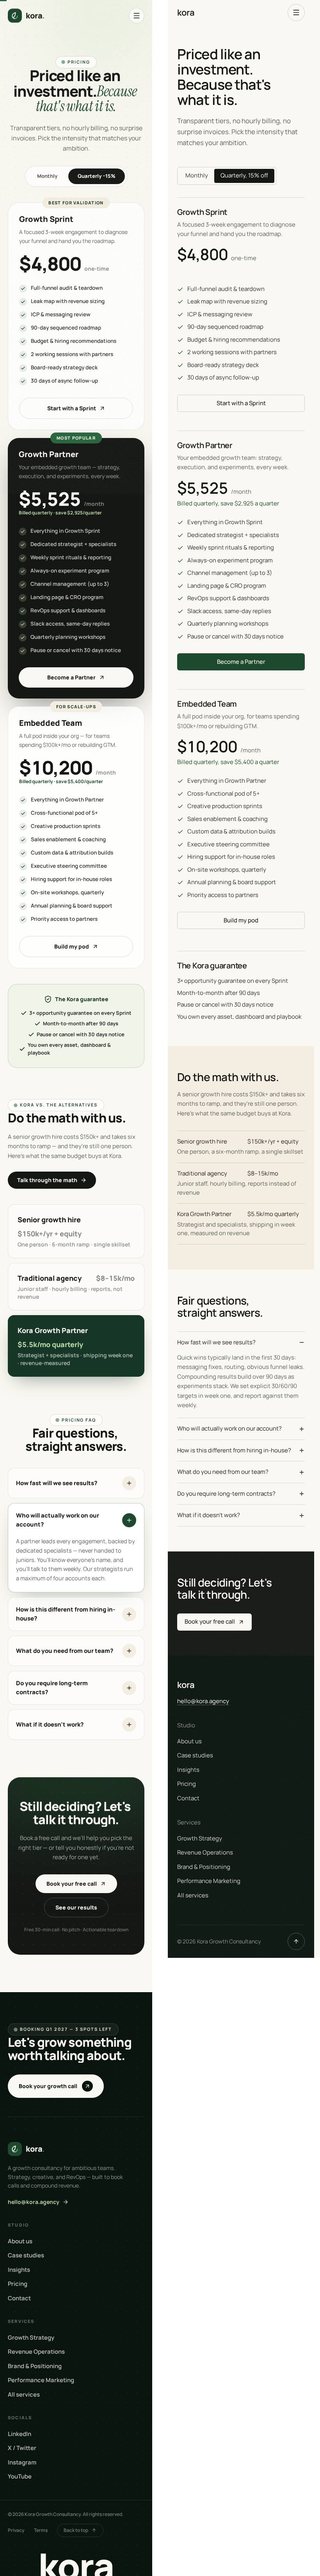 kora.
PRICING
Priced like an
investment. Because
that's what it is.
Transparent tiers, no hourly billing, no surprise
invoices. Pick the intensity that matches your
ambition.
Monthly
Quarterly −15%
BEST FOR VALIDATION
Growth Sprint
A focused 3-week engagement to diagnose
your funnel and hand you the roadmap.
$4,800 one-time
Full-funnel audit & teardown
Leak map with revenue sizing
ICP & messaging review
90-day sequenced roadmap
Budget & hiring recommendations
2 working sessions with partners
Board-ready strategy deck
30 days of async follow-up
Start with a Sprint
MOST POPULAR
Growth Partner
Your embedded growth team — strategy,
execution, and experiments, every week.
$5,525 /month
Billed quarterly · save $2,925/quarter
Everything in Growth Sprint
Dedicated strategist + specialists
Weekly sprint rituals & reporting
Always-on experiment program
Channel management (up to 3)
Landing page & CRO program
RevOps support & dashboards
Slack access, same-day replies
Quarterly planning workshops
Pause or cancel with 30 days notice
Become a Partner
FOR SCALE-UPS
Embedded Team
A full pod inside your org — for teams
spending $100k+/mo or rebuilding GTM.
$10,200 /month
Billed quarterly · save $5,400/quarter
Everything in Growth Partner
Cross-functional pod of 5+
Creative production sprints
Sales enablement & coaching
Custom data & attribution builds
Executive steering committee
Hiring support for in-house roles
On-site workshops, quarterly
Annual planning & board support
Priority access to partners
Build my pod
The Kora guarantee
3× opportunity guarantee on every Sprint
Month-to-month after 90 days
Pause or cancel with 30 days notice
You own every asset, dashboard &
playbook
KORA VS. THE ALTERNATIVES
Do the math with us.
A senior growth hire costs $150k+ and takes six
months to ramp — and they're still one person.
Here's what the same budget buys at Kora.
Talk through the math
Senior growth hire
$150k+/yr + equity
One person · 6-month ramp · single skillset
Traditional agency
$8–15k/mo
Junior staff · hourly billing · reports, not
revenue
Kora Growth Partner
$5.5k/mo quarterly
Strategist + specialists · shipping week one
· revenue-measured
PRICING FAQ
Fair questions,
straight answers.
How fast will we see results?
Who will actually work on our
account?
A partner leads every engagement, backed by
dedicated specialists — never handed to
juniors. You'll know everyone's name, and
you'll talk to them weekly. Our strategists run
a maximum of four accounts each.
How is this different from hiring in-
house?
What do you need from our team?
Do you require long-term
contracts?
What if it doesn't work?
Still deciding? Let's
talk it through.
Book a free call and we'll help you pick the
right tier — or tell you honestly if you're not
ready for one yet.
Book your free call
See our results
Free 30-min call · No pitch · Actionable teardown
BOOKING Q1 2027 — 3 SPOTS LEFT
Let's grow something
worth talking about.
Book your growth call
kora.
A growth consultancy for ambitious teams.
Strategy, creative, and RevOps — built to book
calls and compound revenue.
hello@kora.agency
STUDIO
About us
Case studies
Insights
Pricing
Contact
SERVICES
Growth Strategy
Revenue Operations
Brand & Positioning
Performance Marketing
All services
SOCIALS
LinkedIn
X / Twitter
Instagram
YouTube
© 2026 Kora Growth Consultancy. All rights reserved.
Privacy
Terms
Back to top
kora
kora
Priced like an
investment.
Because that's
what it is.
Transparent tiers, no hourly billing, no
surprise invoices. Pick the intensity that
matches your ambition.
Monthly
Quarterly, 15% off
Growth Sprint
A focused 3-week engagement to diagnose
your funnel and hand you the roadmap.
$4,800 one-time
Full-funnel audit & teardown
Leak map with revenue sizing
ICP & messaging review
90-day sequenced roadmap
Budget & hiring recommendations
2 working sessions with partners
Board-ready strategy deck
30 days of async follow-up
Start with a Sprint
Growth Partner
Your embedded growth team: strategy,
execution, and experiments, every week.
$5,525 /month
Billed quarterly, save $2,925 a quarter
Everything in Growth Sprint
Dedicated strategist + specialists
Weekly sprint rituals & reporting
Always-on experiment program
Channel management (up to 3)
Landing page & CRO program
RevOps support & dashboards
Slack access, same-day replies
Quarterly planning workshops
Pause or cancel with 30 days notice
Become a Partner
Embedded Team
A full pod inside your org, for teams spending
$100k+/mo or rebuilding GTM.
$10,200 /month
Billed quarterly, save $5,400 a quarter
Everything in Growth Partner
Cross-functional pod of 5+
Creative production sprints
Sales enablement & coaching
Custom data & attribution builds
Executive steering committee
Hiring support for in-house roles
On-site workshops, quarterly
Annual planning & board support
Priority access to partners
Build my pod
The Kora guarantee
3× opportunity guarantee on every Sprint
Month-to-month after 90 days
Pause or cancel with 30 days notice
You own every asset, dashboard and playbook
Do the math with us.
A senior growth hire costs $150k+ and takes six
months to ramp, and they're still one person.
Here's what the same budget buys at Kora.
Senior growth hire
$150k+/yr + equity
One person, a six-month ramp, a single skillset
Traditional agency
$8–15k/mo
Junior staff, hourly billing, reports instead of
revenue
Kora Growth Partner
$5.5k/mo quarterly
Strategist and specialists, shipping in week
one, measured on revenue
Fair questions,
straight answers.
How fast will we see results?
Quick wins typically land in the first 30 days:
messaging fixes, routing, obvious funnel leaks.
Compounding results build over 90 days as
experiments stack. We set explicit 30/60/90
targets in week one, and report against them
weekly.
Who will actually work on our account?
How is this different from hiring in-house?
What do you need from our team?
Do you require long-term contracts?
What if it doesn't work?
Still deciding? Let's
talk it through.
Book your free call
kora
hello@kora.agency
Studio
About us
Case studies
Insights
Pricing
Contact
Services
Growth Strategy
Revenue Operations
Brand & Positioning
Performance Marketing
All services
© 2026 Kora Growth Consultancy